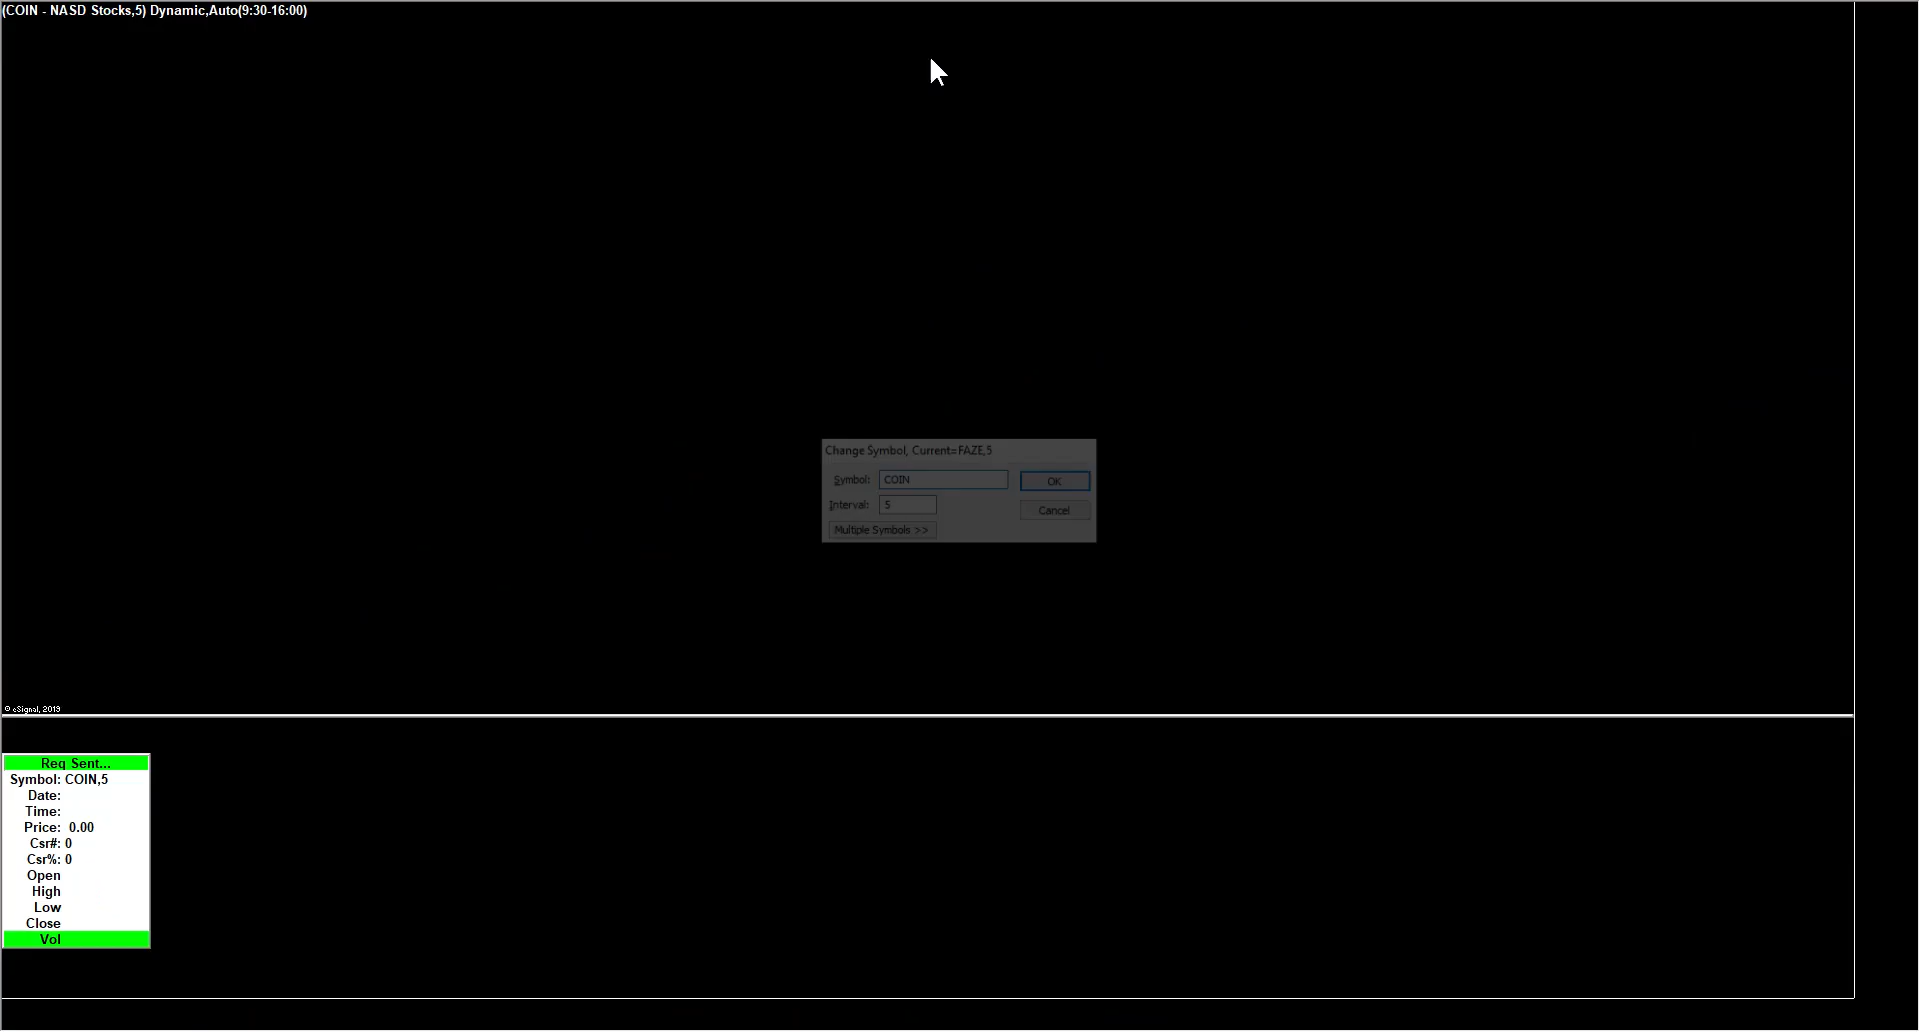 (COIN - NASD Stocks,5) Dynamic,Auto(9:30-16:00)
Change Symbol, Current=FAZE,5
Symbol: COIN OK
Interval: 5 Cancel
Multiple Symbols >>
© eSignal, 2019
Req Sent...
Symbol: COIN,5
Date:
Time:
Price: 0.00
Csr#: 0
Csr%: 0
Open
High
Low
Close
Vol